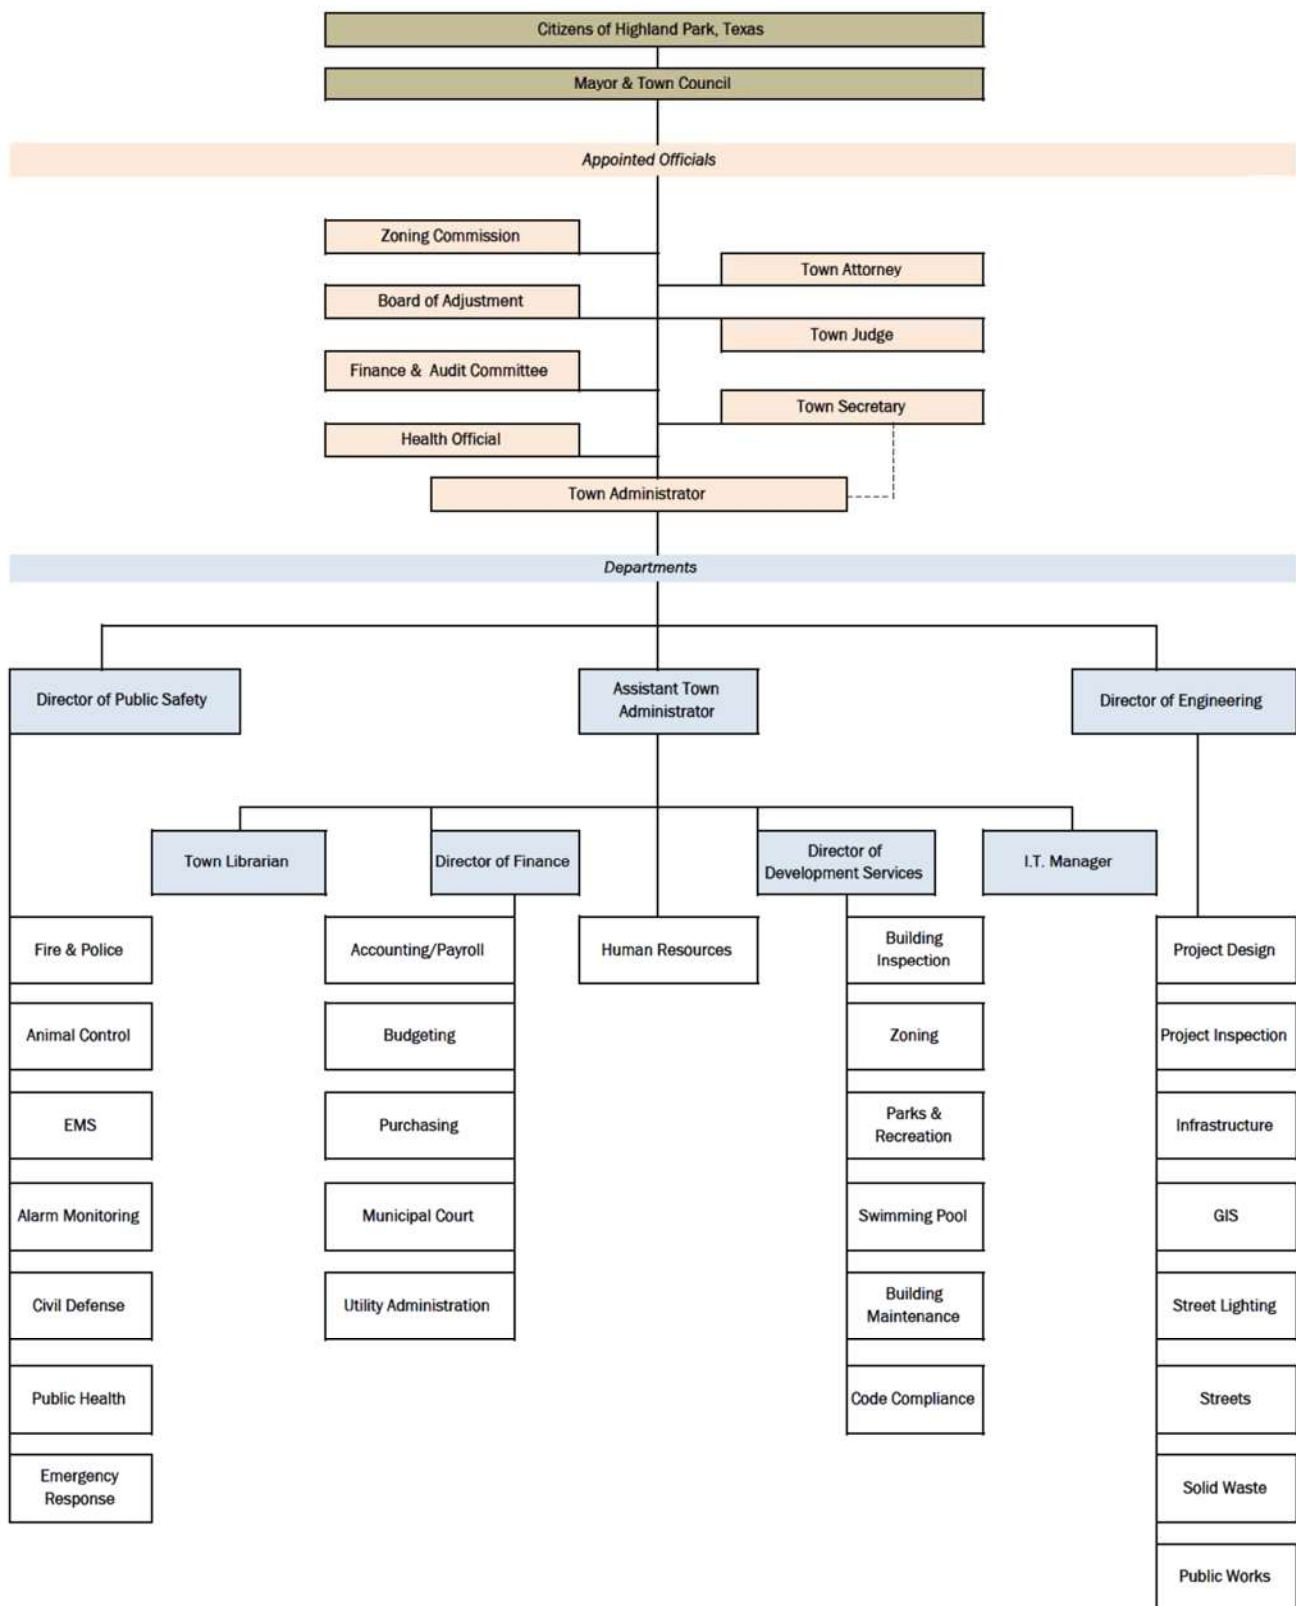 Citizens of Highland Park, Texas
Mayor & Town Council
Appointed Officials
Zoning Commission
Town Attorney
Board of Adjustment
Town Judge
Finance & Audit Committee
Town Secretary
Health Official
Town Administrator
Departments
Director of Public Safety
Assistant Town
Administrator
Director of Engineering
Town Librarian
Director of Finance
Director of
Development Services
I.T. Manager
Fire & Police
Accounting/Payroll
Human Resources
Building
Inspection
Project Design
Animal Control
Budgeting
Zoning
Project Inspection
EMS
Purchasing
Parks &
Recreation
Infrastructure
Alarm Monitoring
Municipal Court
Swimming Pool
GIS
Civil Defense
Utility Administration
Building
Maintenance
Street Lighting
Public Health
Code Compliance
Streets
Emergency
Response
Solid Waste
Public Works